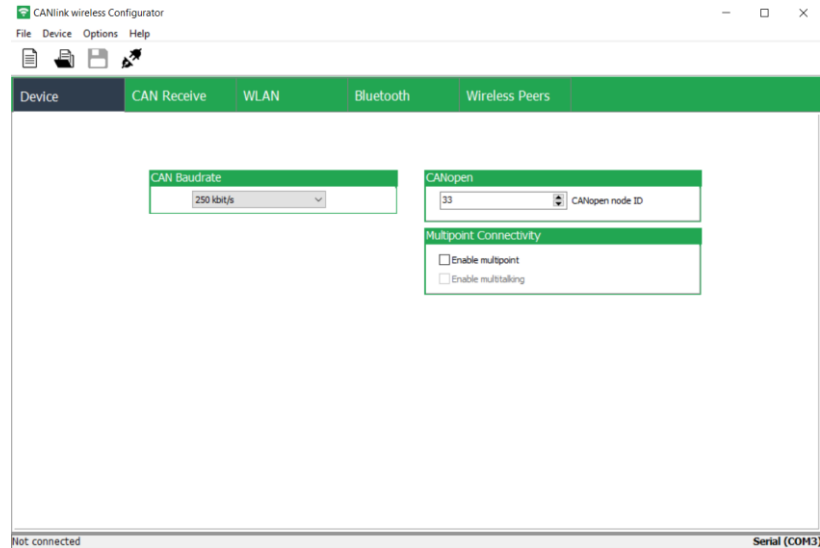 CANlink wireless Configurator
File Device Options Help
Device CAN Receive WLAN Bluetooth Wireless Peers
CAN Baudrate
250 kbit/s
CANopen
33 CANopen node ID
Multipoint Connectivity
Enable multipoint
Enable multitalking
Not connected Serial (COM3)